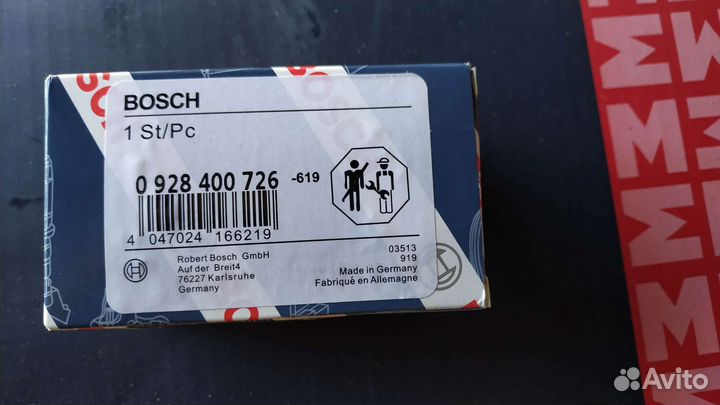 BOSCH
1 St/Pc
0 928 400 726 -619
4 047024 166219
Robert Bosch GmbH
Auf der Breit4
76227 Karlsruhe
Germany
03513
919
Made in Germany
Fabriqué en Allemagne
Avito